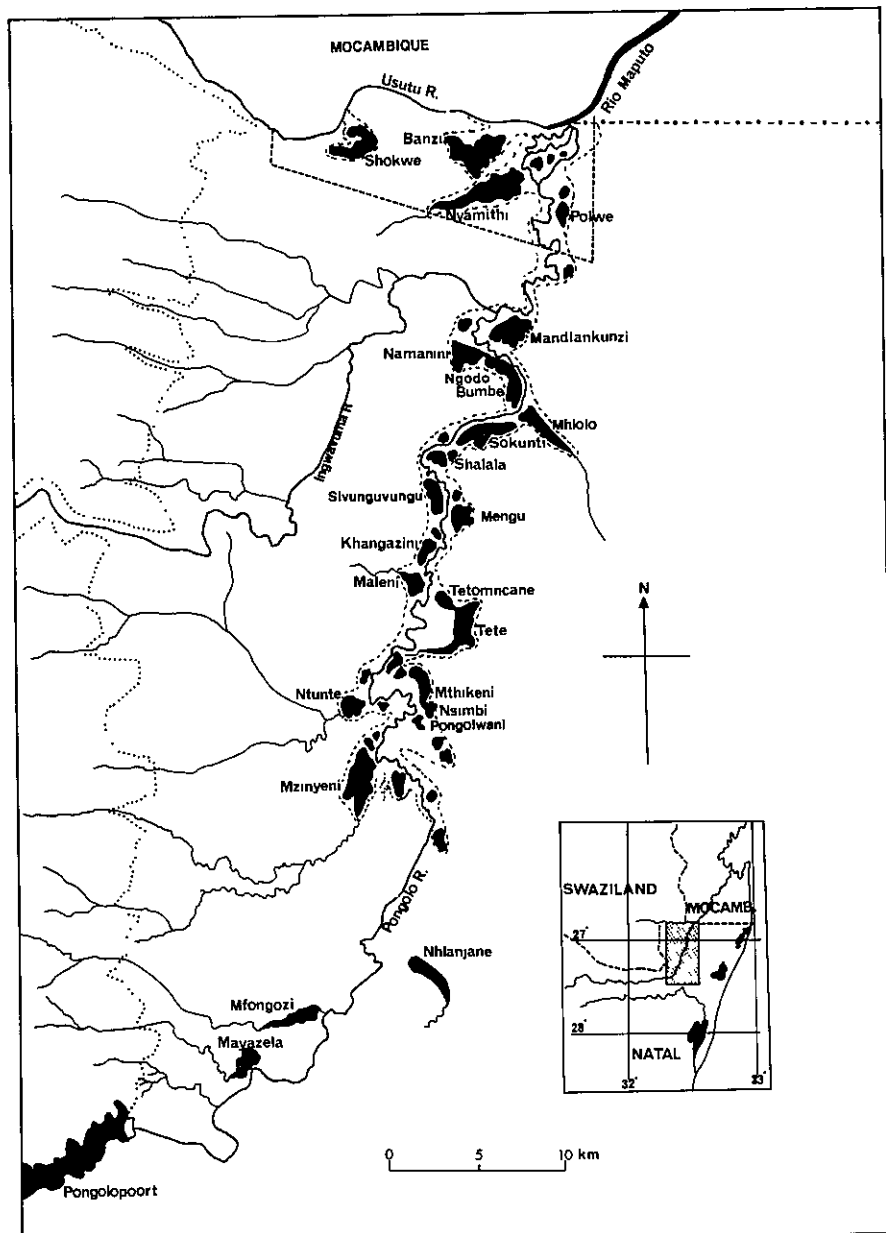 MOCAMBIQUE
Usutu R.
Rio Maputo
Banzi
Shokwe
Nyamithi
Polwe
Mandlankunzi
Namanini
Ngodo
Bumbe
Mhlolo
Sokunti
Shalala
Ingwavuma R
Sivunguvungu
Mengu
Khangazini
Maleni
Tetomncane
N
Tete
Ntunte
Mthikeni
Nsimbi
Pongolwani
Mzinyeni
Pongolo R.
SWAZILAND
MOCAMB.
27°
Nhlanjane
Mfongozi
Mavazela
28°
NATAL
32°
33°
0 5 10 km
Pongolopoort